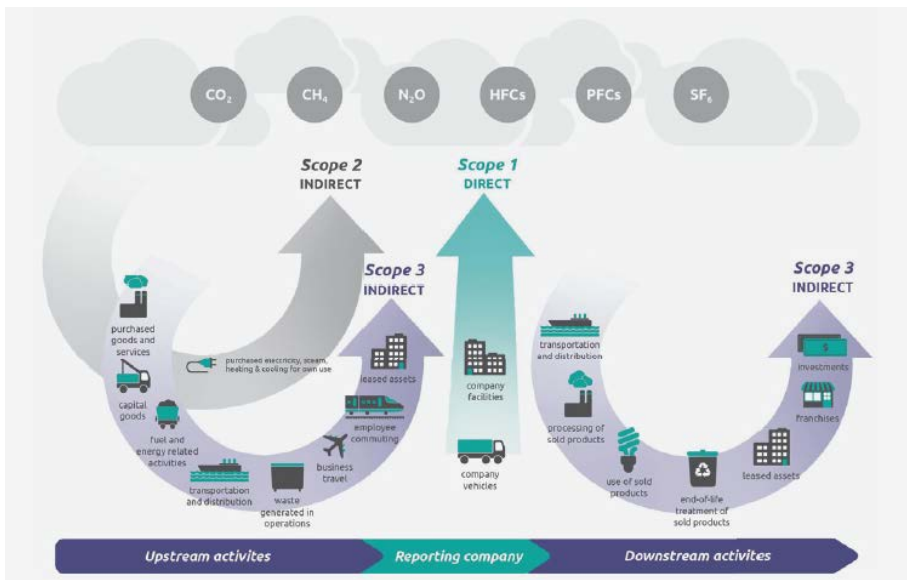 CO₂
CH₄
N₂O
HFCs
PFCs
SF₆
Scope 2
INDIRECT
Scope 1
DIRECT
Scope 3
INDIRECT
Scope 3
INDIRECT
purchased
goods and
services
capital
goods
fuel and
energy related
activities
transportation
and distribution
waste
generated in
operations
business
travel
employee
commuting
leased assets
purchased electricity, steam,
heating & cooling for own use
company
facilities
company
vehicles
transportation
and distribution
processing of
sold products
use of sold
products
end-of-life
treatment of
sold products
leased assets
franchises
investments
$
Upstream activites
Reporting company
Downstream activites